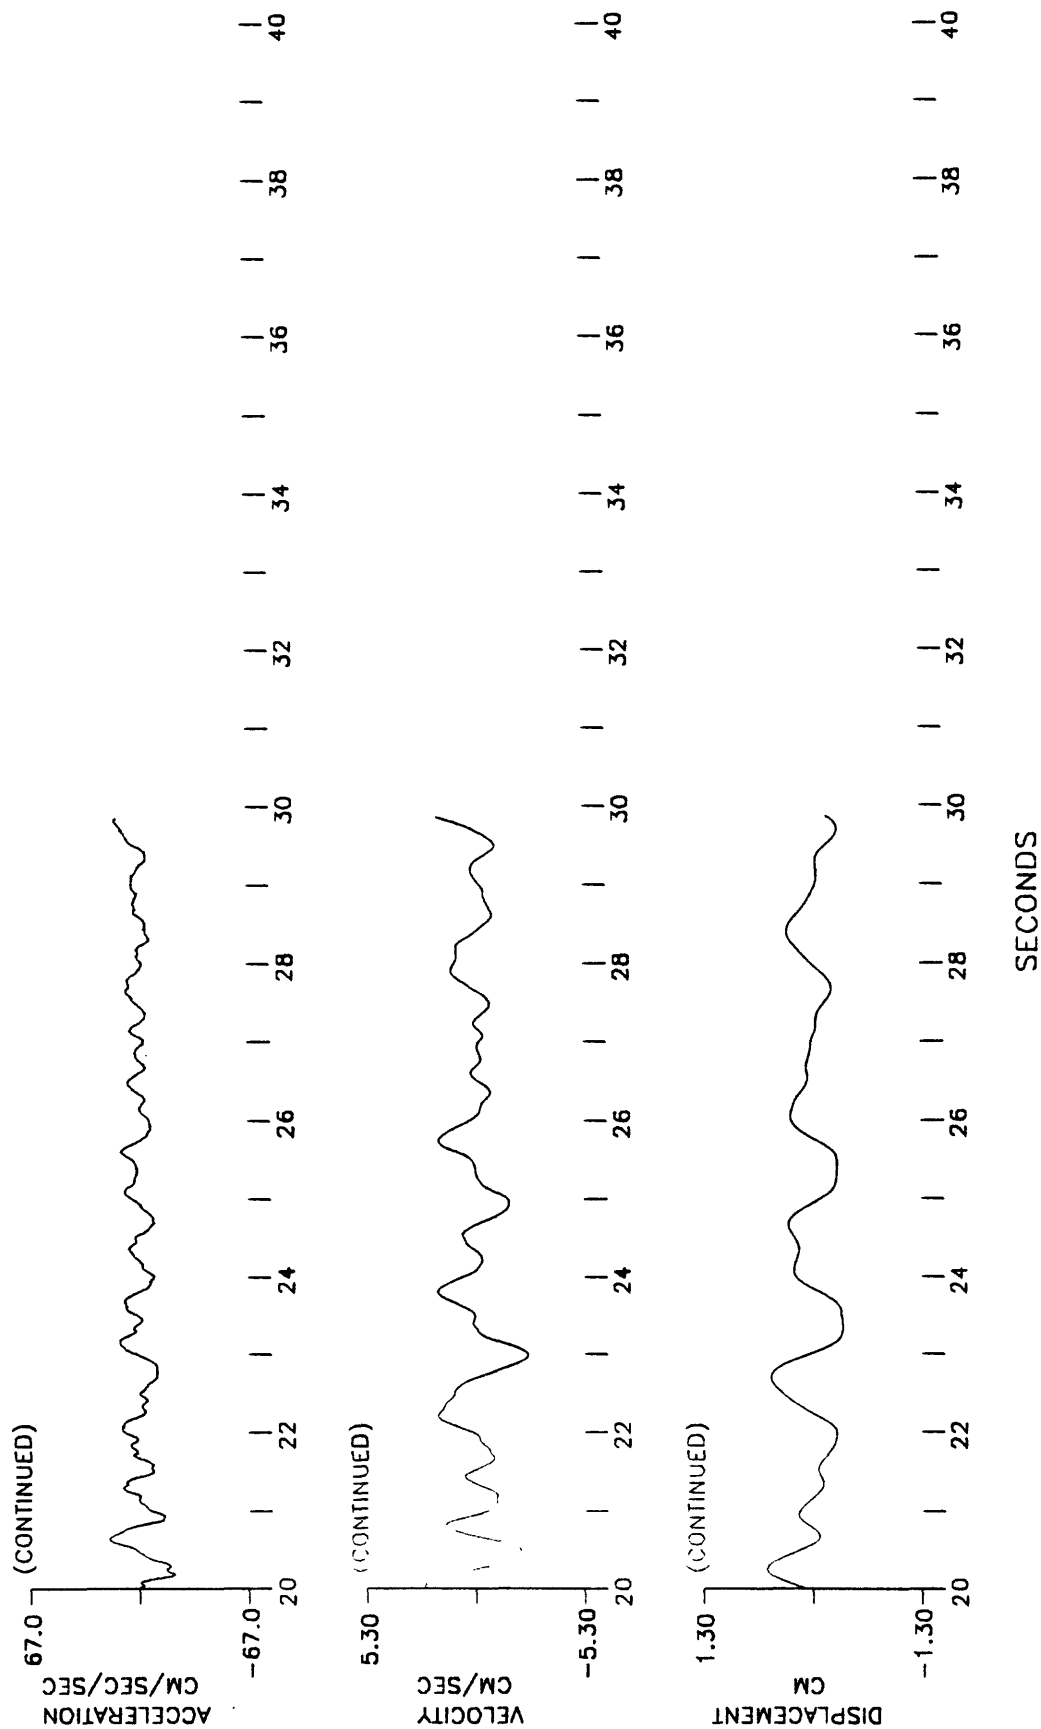 (CONTINUED)
67.0
ACCELERATION
CM/SEC/SEC
-67.0
20 22 24 26 28 30 32 34 36 38 40
(CONTINUED)
5.30
VELOCITY
CM/SEC
-5.30
20 22 24 26 28 30 32 34 36 38 40
(CONTINUED)
1.30
DISPLACEMENT
CM
-1.30
20 22 24 26 28 30 32 34 36 38 40
SECONDS